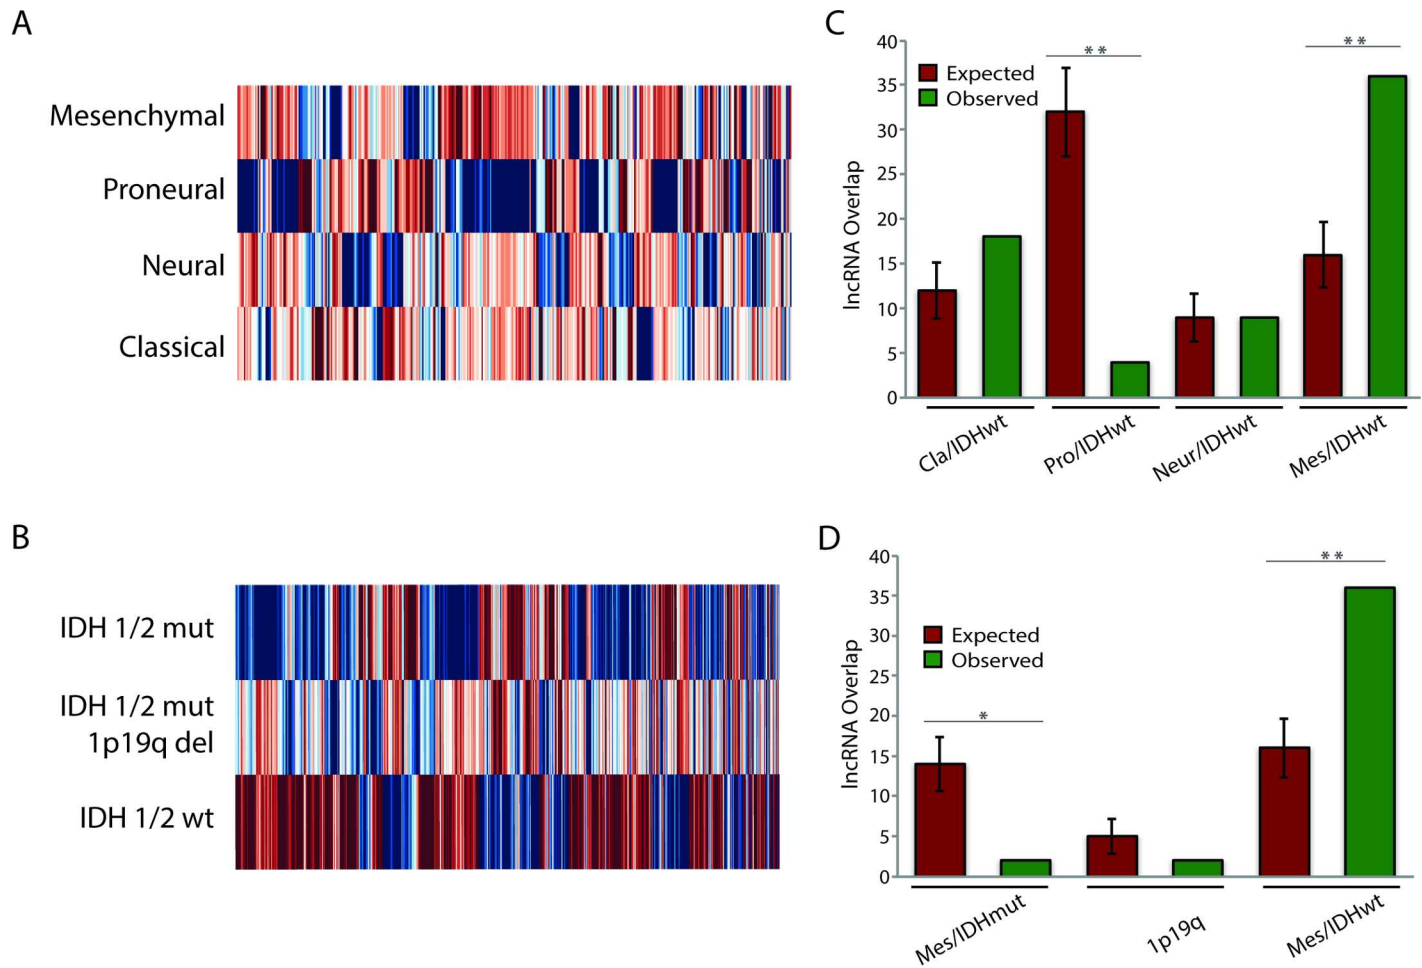 A
Mesenchymal
Proneural
Neural
Classical
B
IDH 1/2 mut
IDH 1/2 mut
1p19q del
IDH 1/2 wt
C
lncRNA Overlap
40
35
30
25
20
15
10
5
0
Expected
Observed
**
**
Cla/IDHwt
Pro/IDHwt
Neur/IDHwt
Mes/IDHwt
D
lncRNA Overlap
40
35
30
25
20
15
10
5
0
Expected
Observed
*
**
Mes/IDHmut
1p19q
Mes/IDHwt